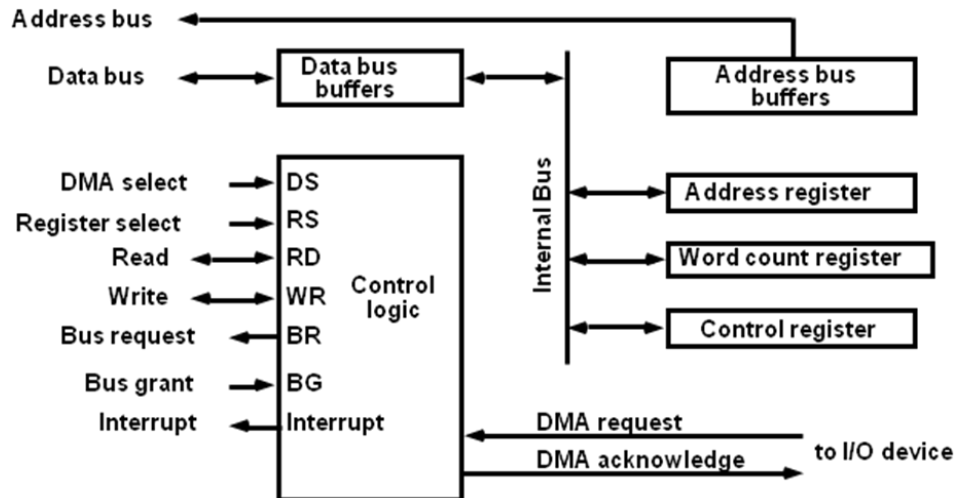 Address bus
Data bus
Data bus
buffers
Address bus
buffers
DMA select
DS
Register select
RS
Read
RD
Write
WR
Bus request
BR
Bus grant
BG
Interrupt
Interrupt
Control
logic
Internal Bus
Address register
Word count register
Control register
DMA request
DMA acknowledge
to I/O device